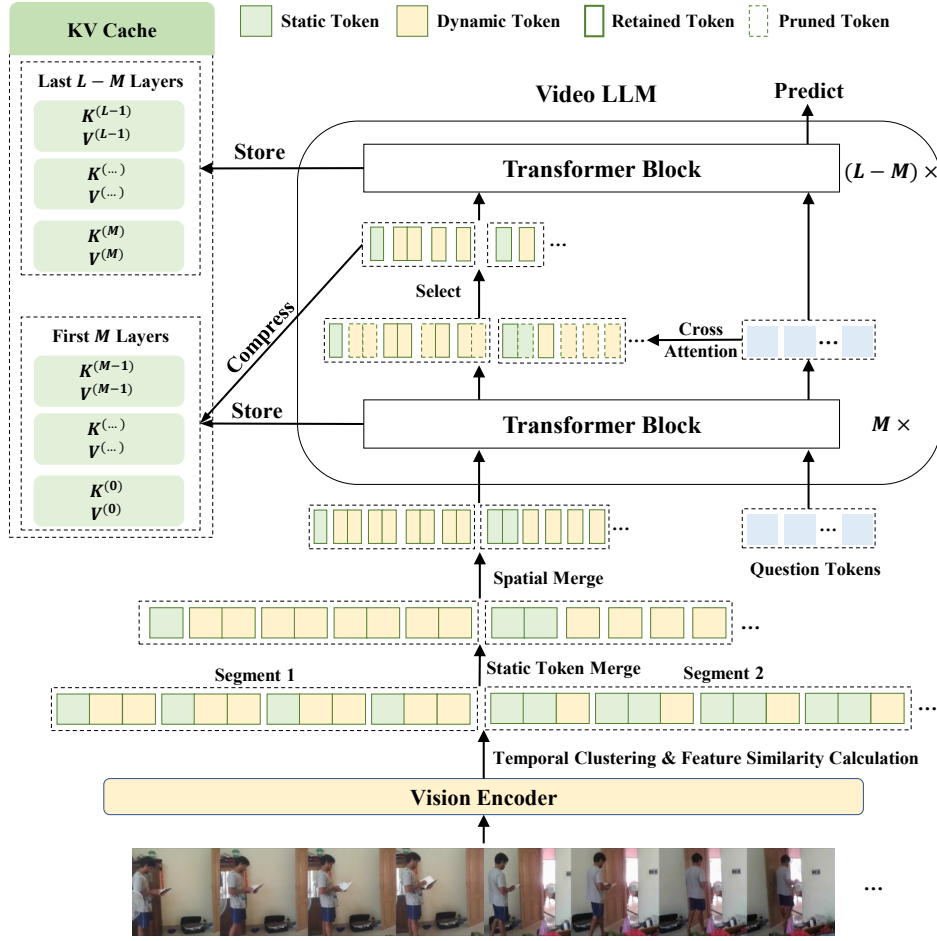 KV Cache
Static Token
Dynamic Token
Retained Token
Pruned Token
Last L − M Layers
K^(L−1)
V^(L−1)
K^(…)
V^(…)
K^(M)
V^(M)
First M Layers
K^(M−1)
V^(M−1)
K^(…)
V^(…)
K^(0)
V^(0)
Video LLM
Predict
Store
Transformer Block
(L − M) ×
...
Select
Compress
...
Cross
Attention
...
Store
Transformer Block
M ×
...
...
Spatial Merge
Question Tokens
...
Static Token Merge
Segment 1
Segment 2
...
Temporal Clustering & Feature Similarity Calculation
Vision Encoder
...